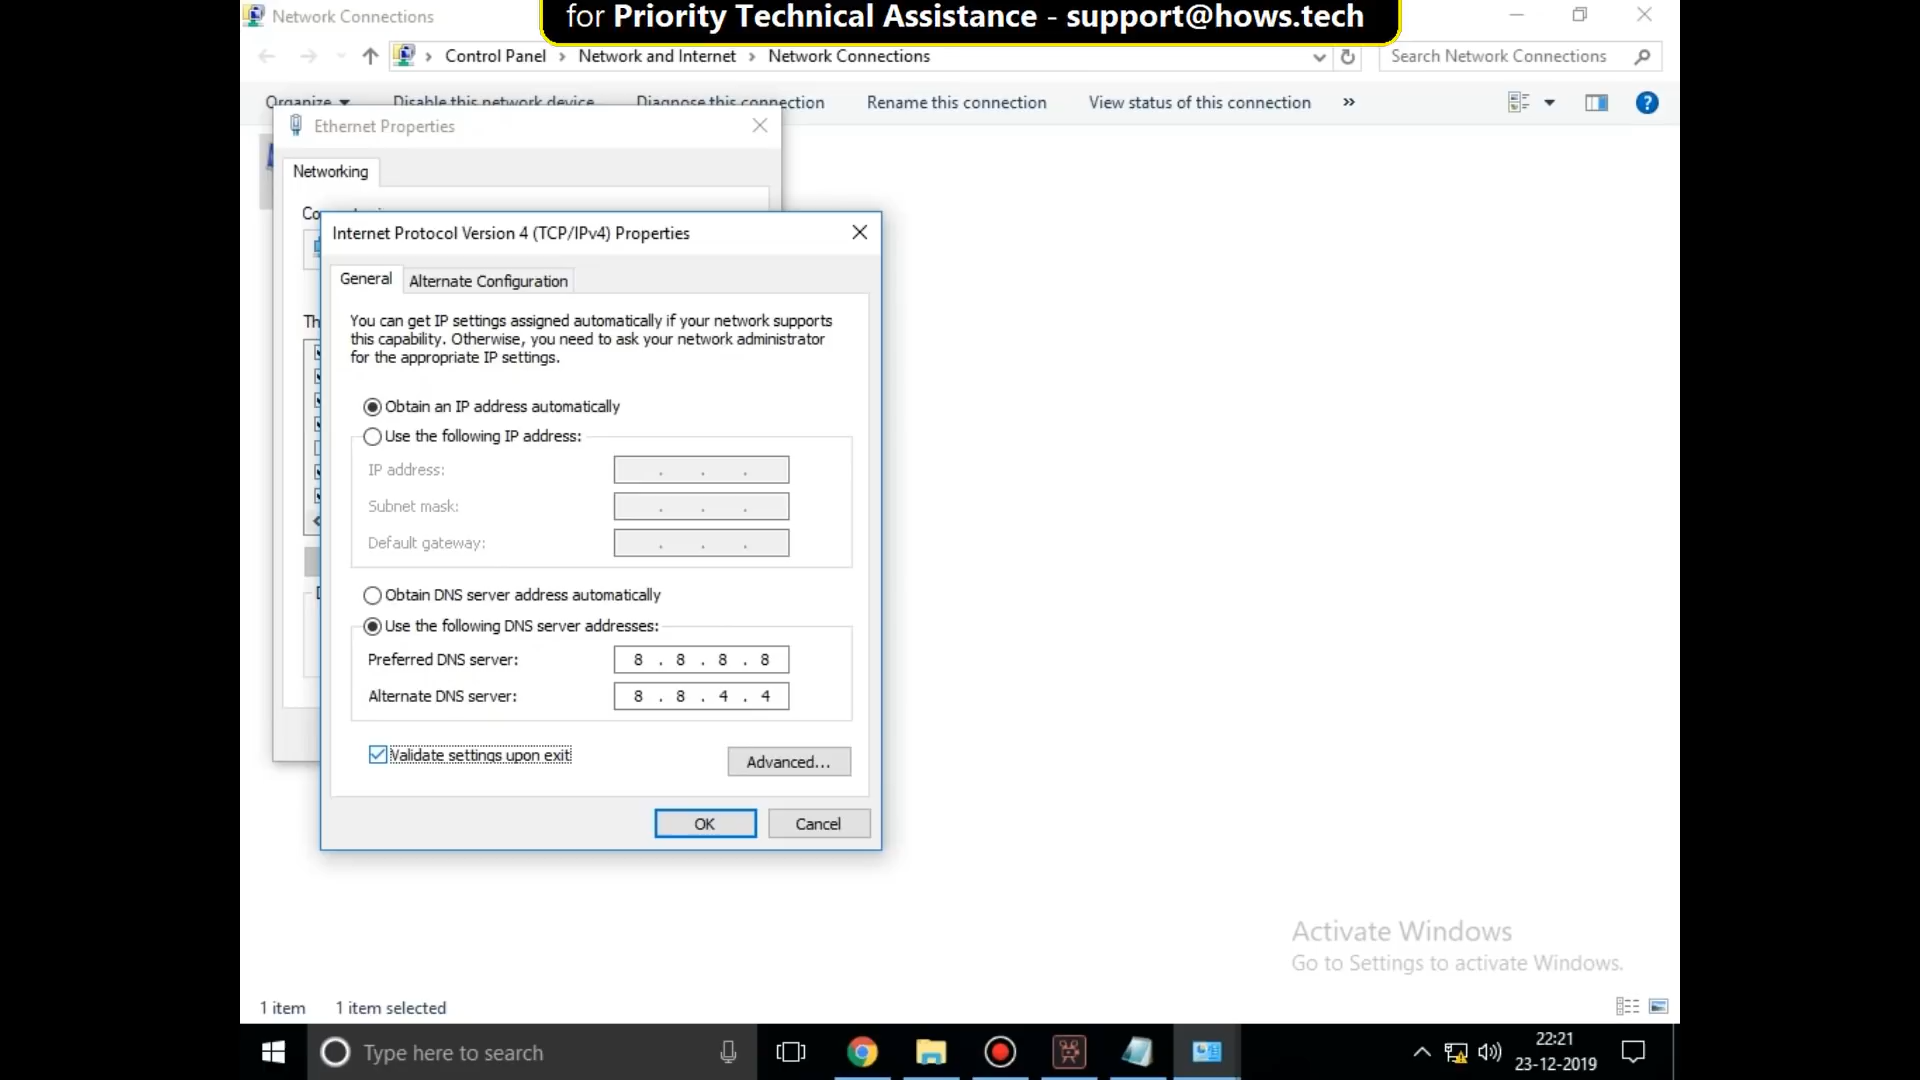 for Priority Technical Assistance - support@hows.tech
Network Connections
Control Panel > Network and Internet > Network Connections
Search Network Connections
Organize
Disable this network device
Diagnose this connection
Rename this connection
View status of this connection
»
Ethernet Properties
Networking
Internet Protocol Version 4 (TCP/IPv4) Properties
General
Alternate Configuration
You can get IP settings assigned automatically if your network supports
this capability. Otherwise, you need to ask your network administrator
for the appropriate IP settings.
Obtain an IP address automatically
Use the following IP address:
IP address:
Subnet mask:
Default gateway:
Obtain DNS server address automatically
Use the following DNS server addresses:
Preferred DNS server: 8 . 8 . 8 . 8
Alternate DNS server: 8 . 8 . 4 . 4
Validate settings upon exit
Advanced...
OK
Cancel
Activate Windows
Go to Settings to activate Windows.
1 item
1 item selected
Type here to search
22:21
23-12-2019